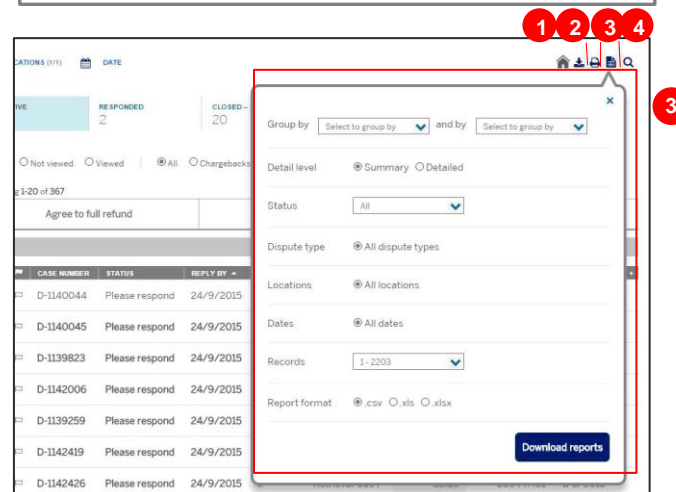 1 2 3 4
CATIONS (1/1) DATE
3
IVE RESPONDED CLOSED -
2 20
Group by Select to group by and by Select to group by
Not viewed Viewed All Chargebacks
Detail level Summary Detailed
g 1-20 of 367
Status All
Agree to full refund
Dispute type All dispute types
CASE NUMBER STATUS REPLY BY
Locations All locations
D-1140044 Please respond 24/9/2015
Dates All dates
D-1140045 Please respond 24/9/2015
Records 1 - 2203
D-1139823 Please respond 24/9/2015
D-1142006 Please respond 24/9/2015
Report format .csv .xls .xlsx
D-1139259 Please respond 24/9/2015
Download reports
D-1142419 Please respond 24/9/2015
D-1142426 Please respond 24/9/2015